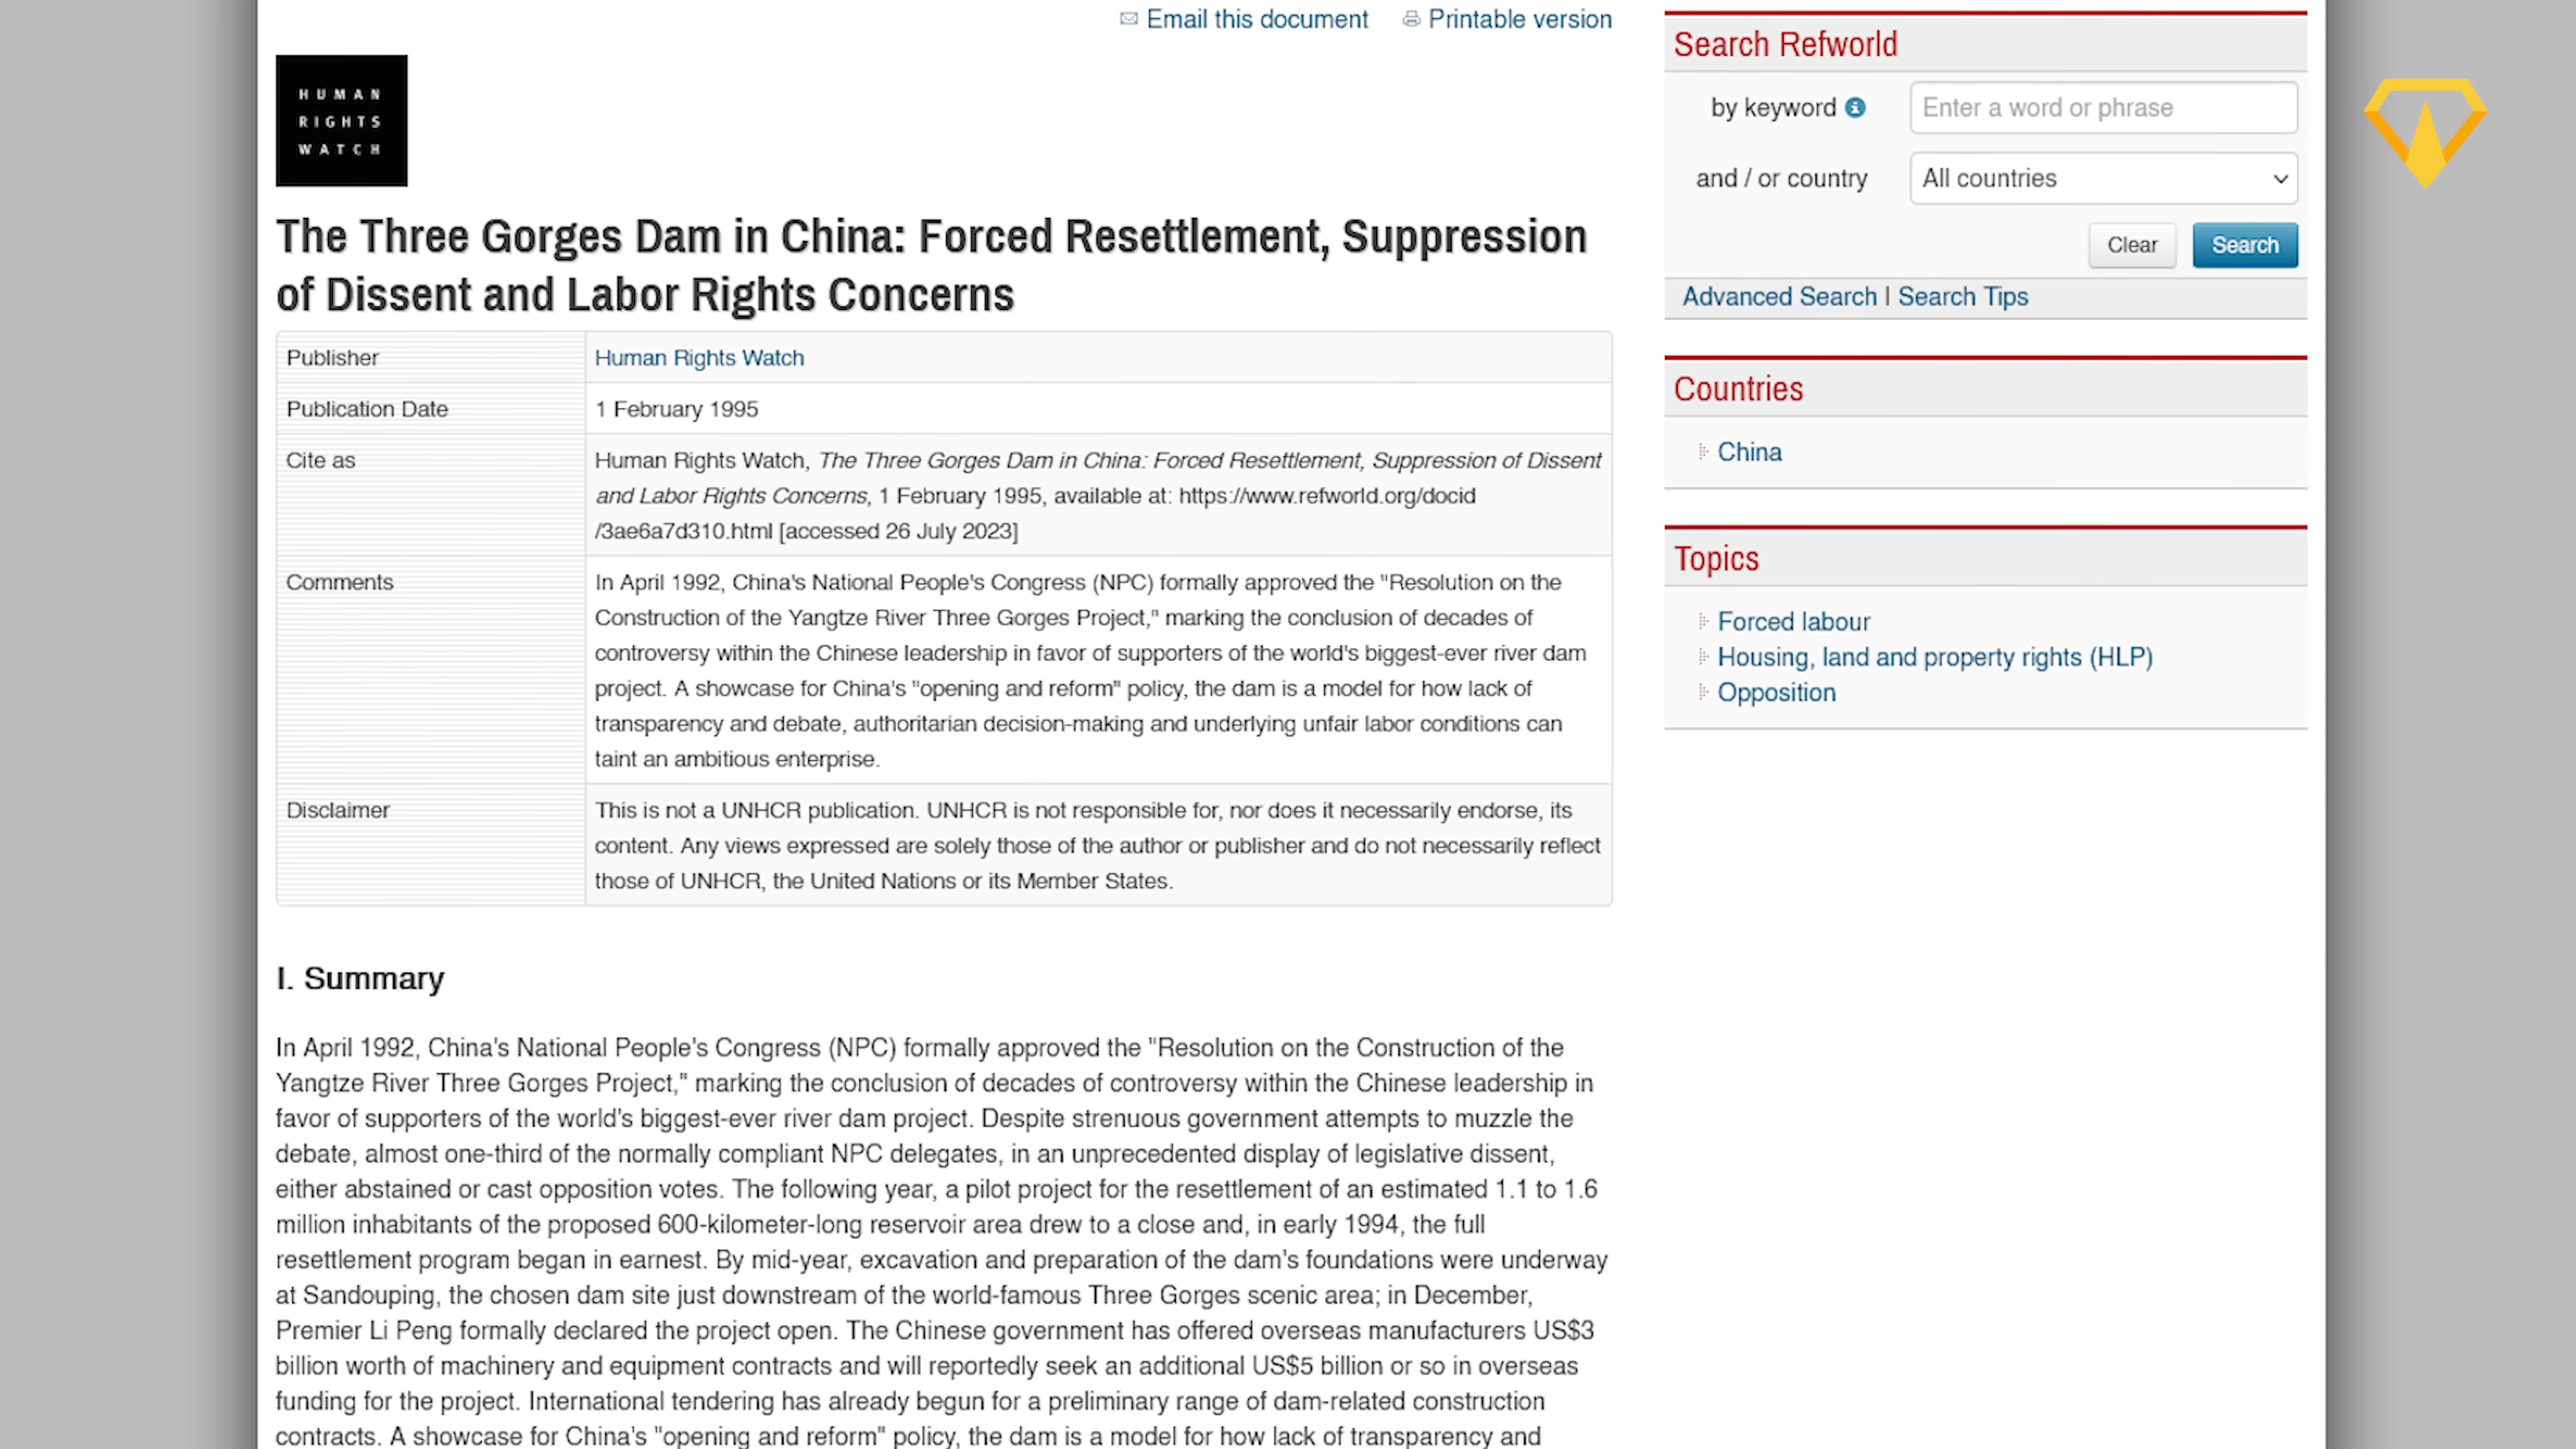 Email this document
Printable version
HUMAN
RIGHTS
WATCH
The Three Gorges Dam in China: Forced Resettlement, Suppression
of Dissent and Labor Rights Concerns
Publisher
Human Rights Watch
Publication Date
1 February 1995
Cite as
Human Rights Watch, The Three Gorges Dam in China: Forced Resettlement, Suppression of Dissent
and Labor Rights Concerns, 1 February 1995, available at: https://www.refworld.org/docid
/3ae6a7d310.html [accessed 26 July 2023]
Comments
In April 1992, China's National People's Congress (NPC) formally approved the "Resolution on the
Construction of the Yangtze River Three Gorges Project," marking the conclusion of decades of
controversy within the Chinese leadership in favor of supporters of the world's biggest-ever river dam
project. A showcase for China's "opening and reform" policy, the dam is a model for how lack of
transparency and debate, authoritarian decision-making and underlying unfair labor conditions can
taint an ambitious enterprise.
Disclaimer
This is not a UNHCR publication. UNHCR is not responsible for, nor does it necessarily endorse, its
content. Any views expressed are solely those of the author or publisher and do not necessarily reflect
those of UNHCR, the United Nations or its Member States.
I. Summary
In April 1992, China's National People's Congress (NPC) formally approved the "Resolution on the Construction of the
Yangtze River Three Gorges Project," marking the conclusion of decades of controversy within the Chinese leadership in
favor of supporters of the world's biggest-ever river dam project. Despite strenuous government attempts to muzzle the
debate, almost one-third of the normally compliant NPC delegates, in an unprecedented display of legislative dissent,
either abstained or cast opposition votes. The following year, a pilot project for the resettlement of an estimated 1.1 to 1.6
million inhabitants of the proposed 600-kilometer-long reservoir area drew to a close and, in early 1994, the full
resettlement program began in earnest. By mid-year, excavation and preparation of the dam's foundations were underway
at Sandouping, the chosen dam site just downstream of the world-famous Three Gorges scenic area; in December,
Premier Li Peng formally declared the project open. The Chinese government has offered overseas manufacturers US$3
billion worth of machinery and equipment contracts and will reportedly seek an additional US$5 billion or so in overseas
funding for the project. International tendering has already begun for a preliminary range of dam-related construction
contracts. A showcase for China's "opening and reform" policy, the dam is a model for how lack of transparency and
Search Refworld
by keyword
Enter a word or phrase
and / or country
All countries
Clear
Search
Advanced Search | Search Tips
Countries
China
Topics
Forced labour
Housing, land and property rights (HLP)
Opposition